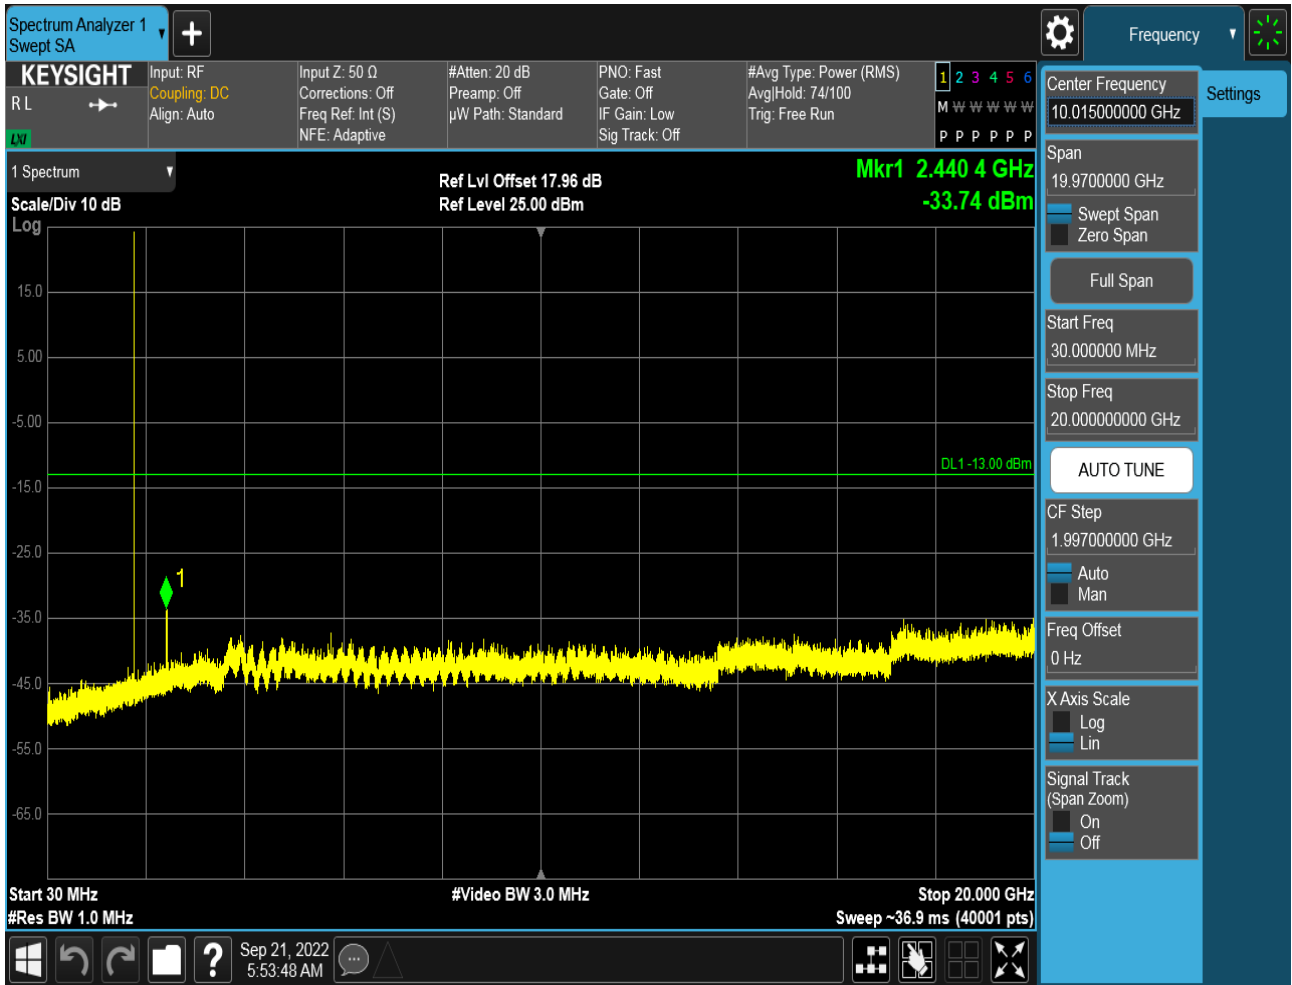 Spectrum Analyzer 1
Swept SA
Frequency
KEYSIGHT
R L
LXI
Input: RF
Coupling: DC
Align: Auto
Input Z: 50 Ω
Corrections: Off
Freq Ref: Int (S)
NFE: Adaptive
#Atten: 20 dB
Preamp: Off
µW Path: Standard
PNO: Fast
Gate: Off
IF Gain: Low
Sig Track: Off
#Avg Type: Power (RMS)
Avg|Hold: 74/100
Trig: Free Run
1 2 3 4 5 6
M W W W W W
P P P P P P
1 Spectrum
Scale/Div 10 dB
Log
Ref Lvl Offset 17.96 dB
Ref Level 25.00 dBm
Mkr1 2.440 4 GHz
-33.74 dBm
15.0
5.00
-5.00
-15.0
-25.0
-35.0
-45.0
-55.0
-65.0
DL1 -13.00 dBm
1
Start 30 MHz
#Res BW 1.0 MHz
#Video BW 3.0 MHz
Stop 20.000 GHz
Sweep ~36.9 ms (40001 pts)
Center Frequency
10.015000000 GHz
Settings
Span
19.9700000 GHz
Swept Span
Zero Span
Full Span
Start Freq
30.000000 MHz
Stop Freq
20.000000000 GHz
AUTO TUNE
CF Step
1.997000000 GHz
Auto
Man
Freq Offset
0 Hz
X Axis Scale
Log
Lin
Signal Track
(Span Zoom)
On
Off
?
Sep 21, 2022
5:53:48 AM